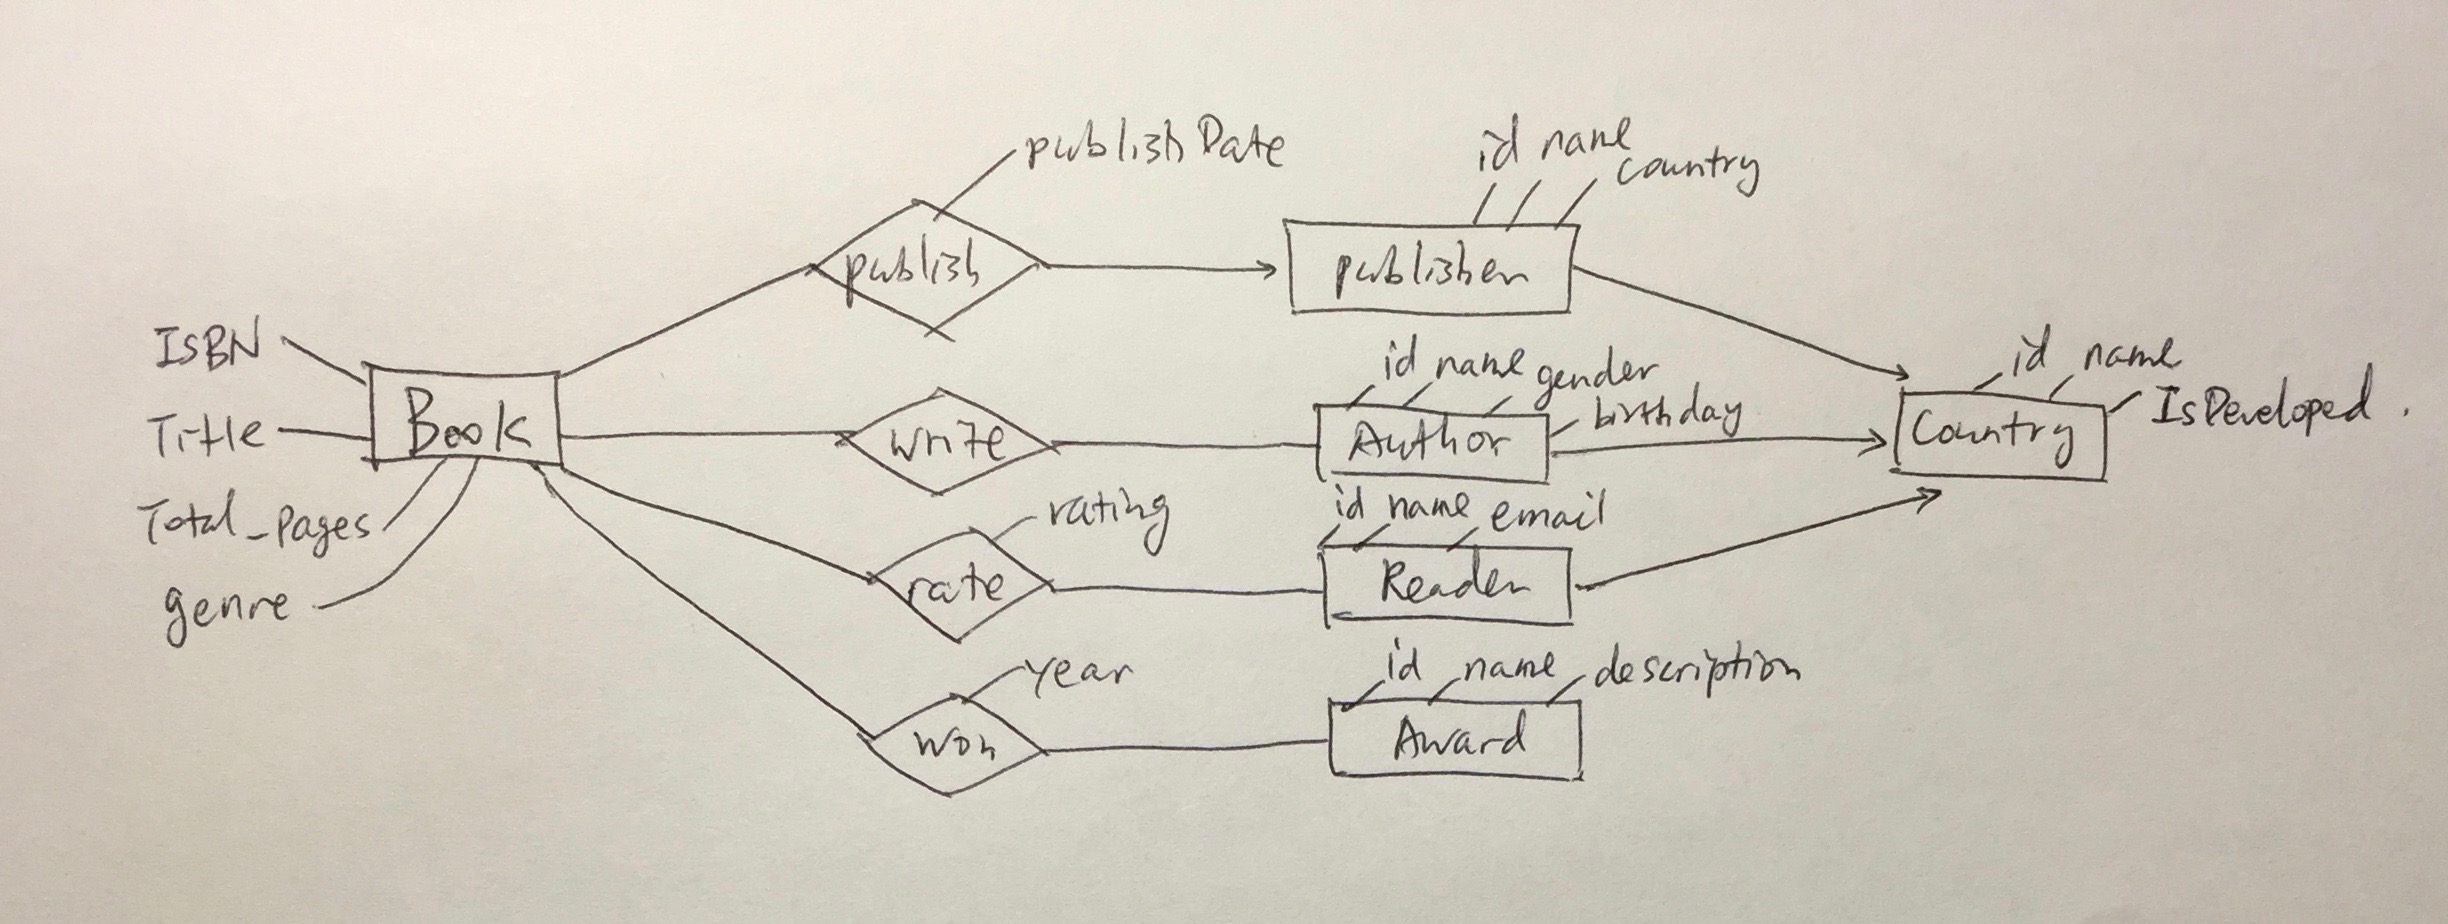 publishDate
id name
country
publish
publisher
ISBN
Title
Total_Pages
genre
Book
write
id name gender
birthday
Author
id name
IsDeveloped.
Country
rating
rate
id name email
Reader
year
won
id name description
Award